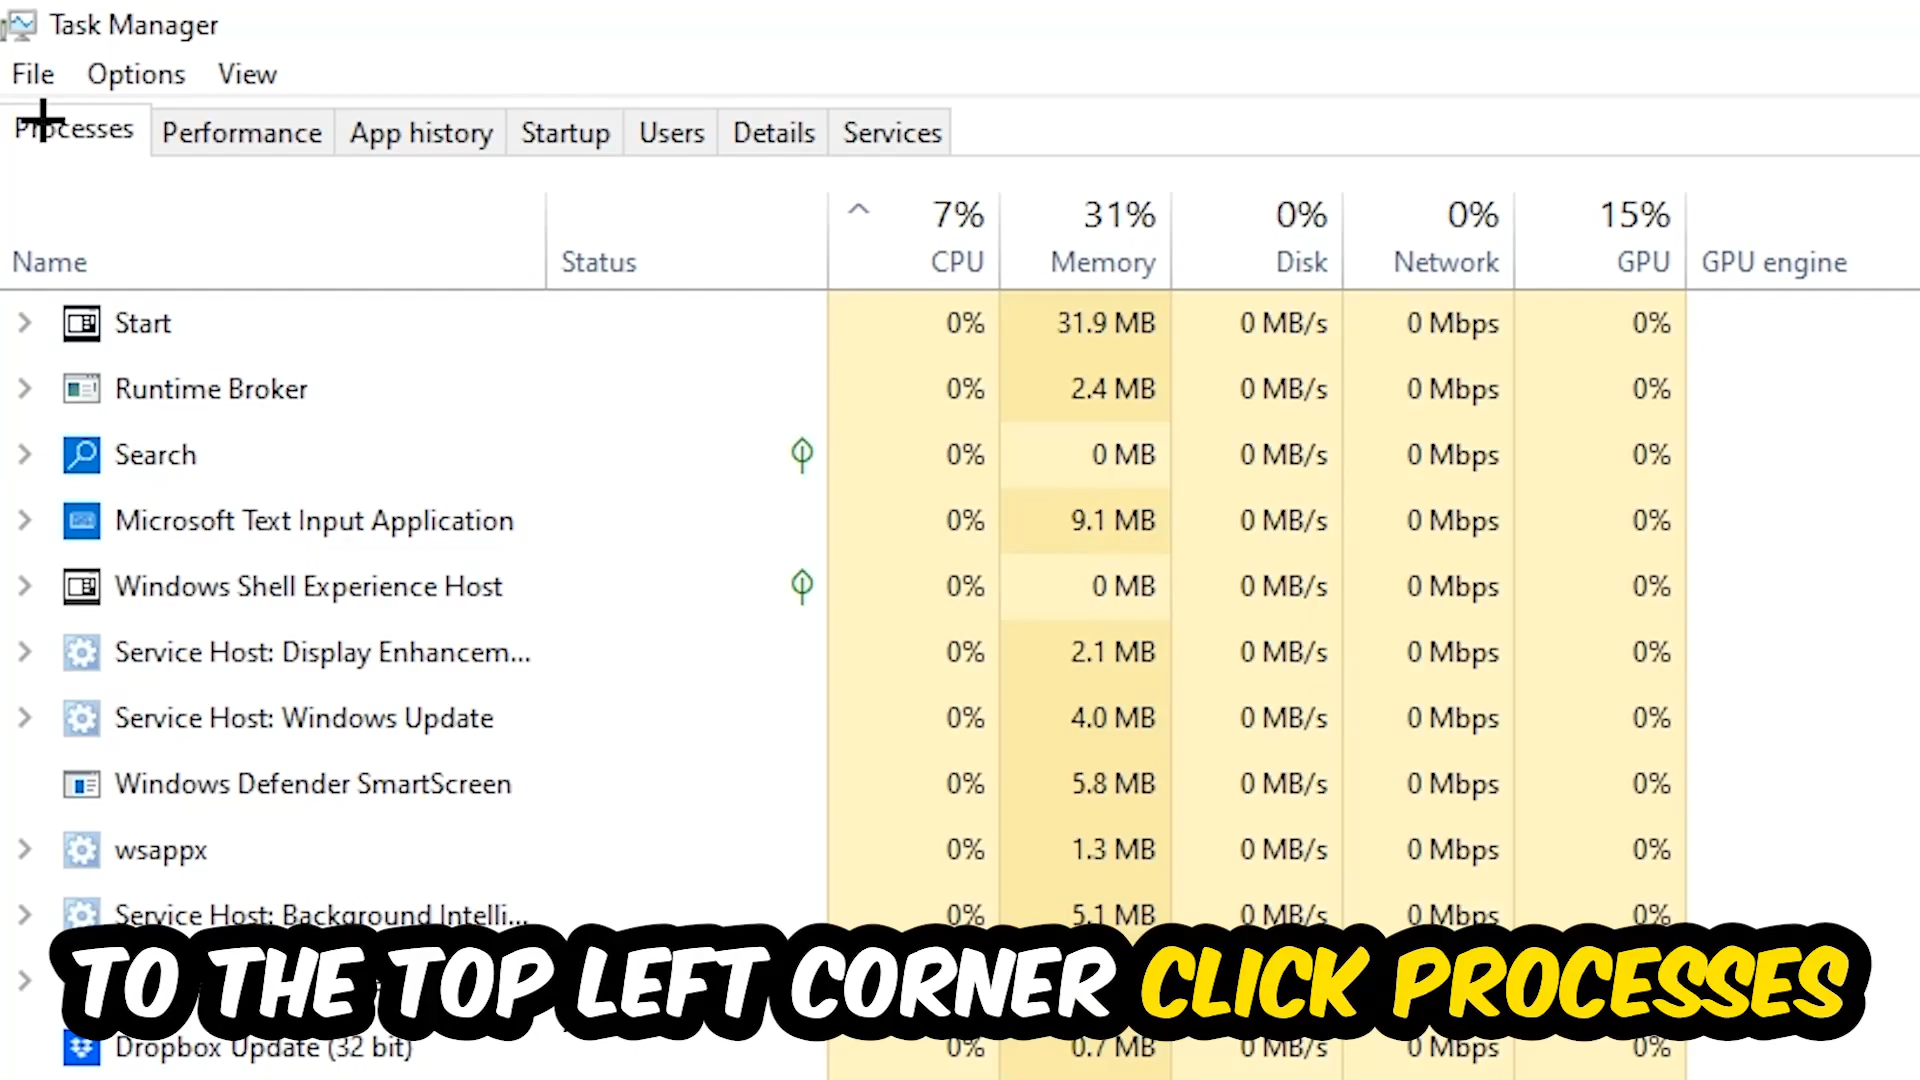 Task Manager
File Options View
Processes Performance App history Startup Users Details Services
7% 31% 0% 0% 15%
Name Status CPU Memory Disk Network GPU GPU engine
Start 0% 31.9 MB 0 MB/s 0 Mbps 0%
Runtime Broker 0% 2.4 MB 0 MB/s 0 Mbps 0%
Search 0% 0 MB 0 MB/s 0 Mbps 0%
Microsoft Text Input Application 0% 9.1 MB 0 MB/s 0 Mbps 0%
Windows Shell Experience Host 0% 0 MB 0 MB/s 0 Mbps 0%
Service Host: Display Enhancem... 0% 2.1 MB 0 MB/s 0 Mbps 0%
Service Host: Windows Update 0% 4.0 MB 0 MB/s 0 Mbps 0%
Windows Defender SmartScreen 0% 5.8 MB 0 MB/s 0 Mbps 0%
wsappx 0% 1.3 MB 0 MB/s 0 Mbps 0%
Service Host: Background Intelli... 0% 5.1 MB 0 MB/s 0 Mbps 0%
TO THE TOP LEFT CORNER CLICK PROCESSES
Dropbox Update (32 bit) 0% 0.7 MB 0 MB/s 0 Mbps 0%